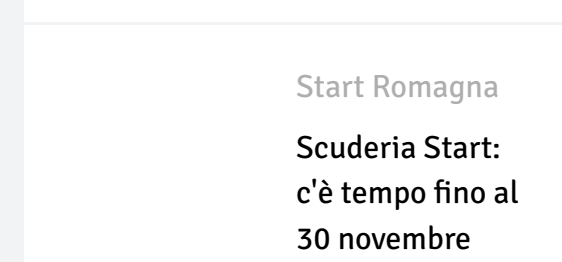 Start Romagna
Scuderia Start:
c'è tempo fino al
30 novembre